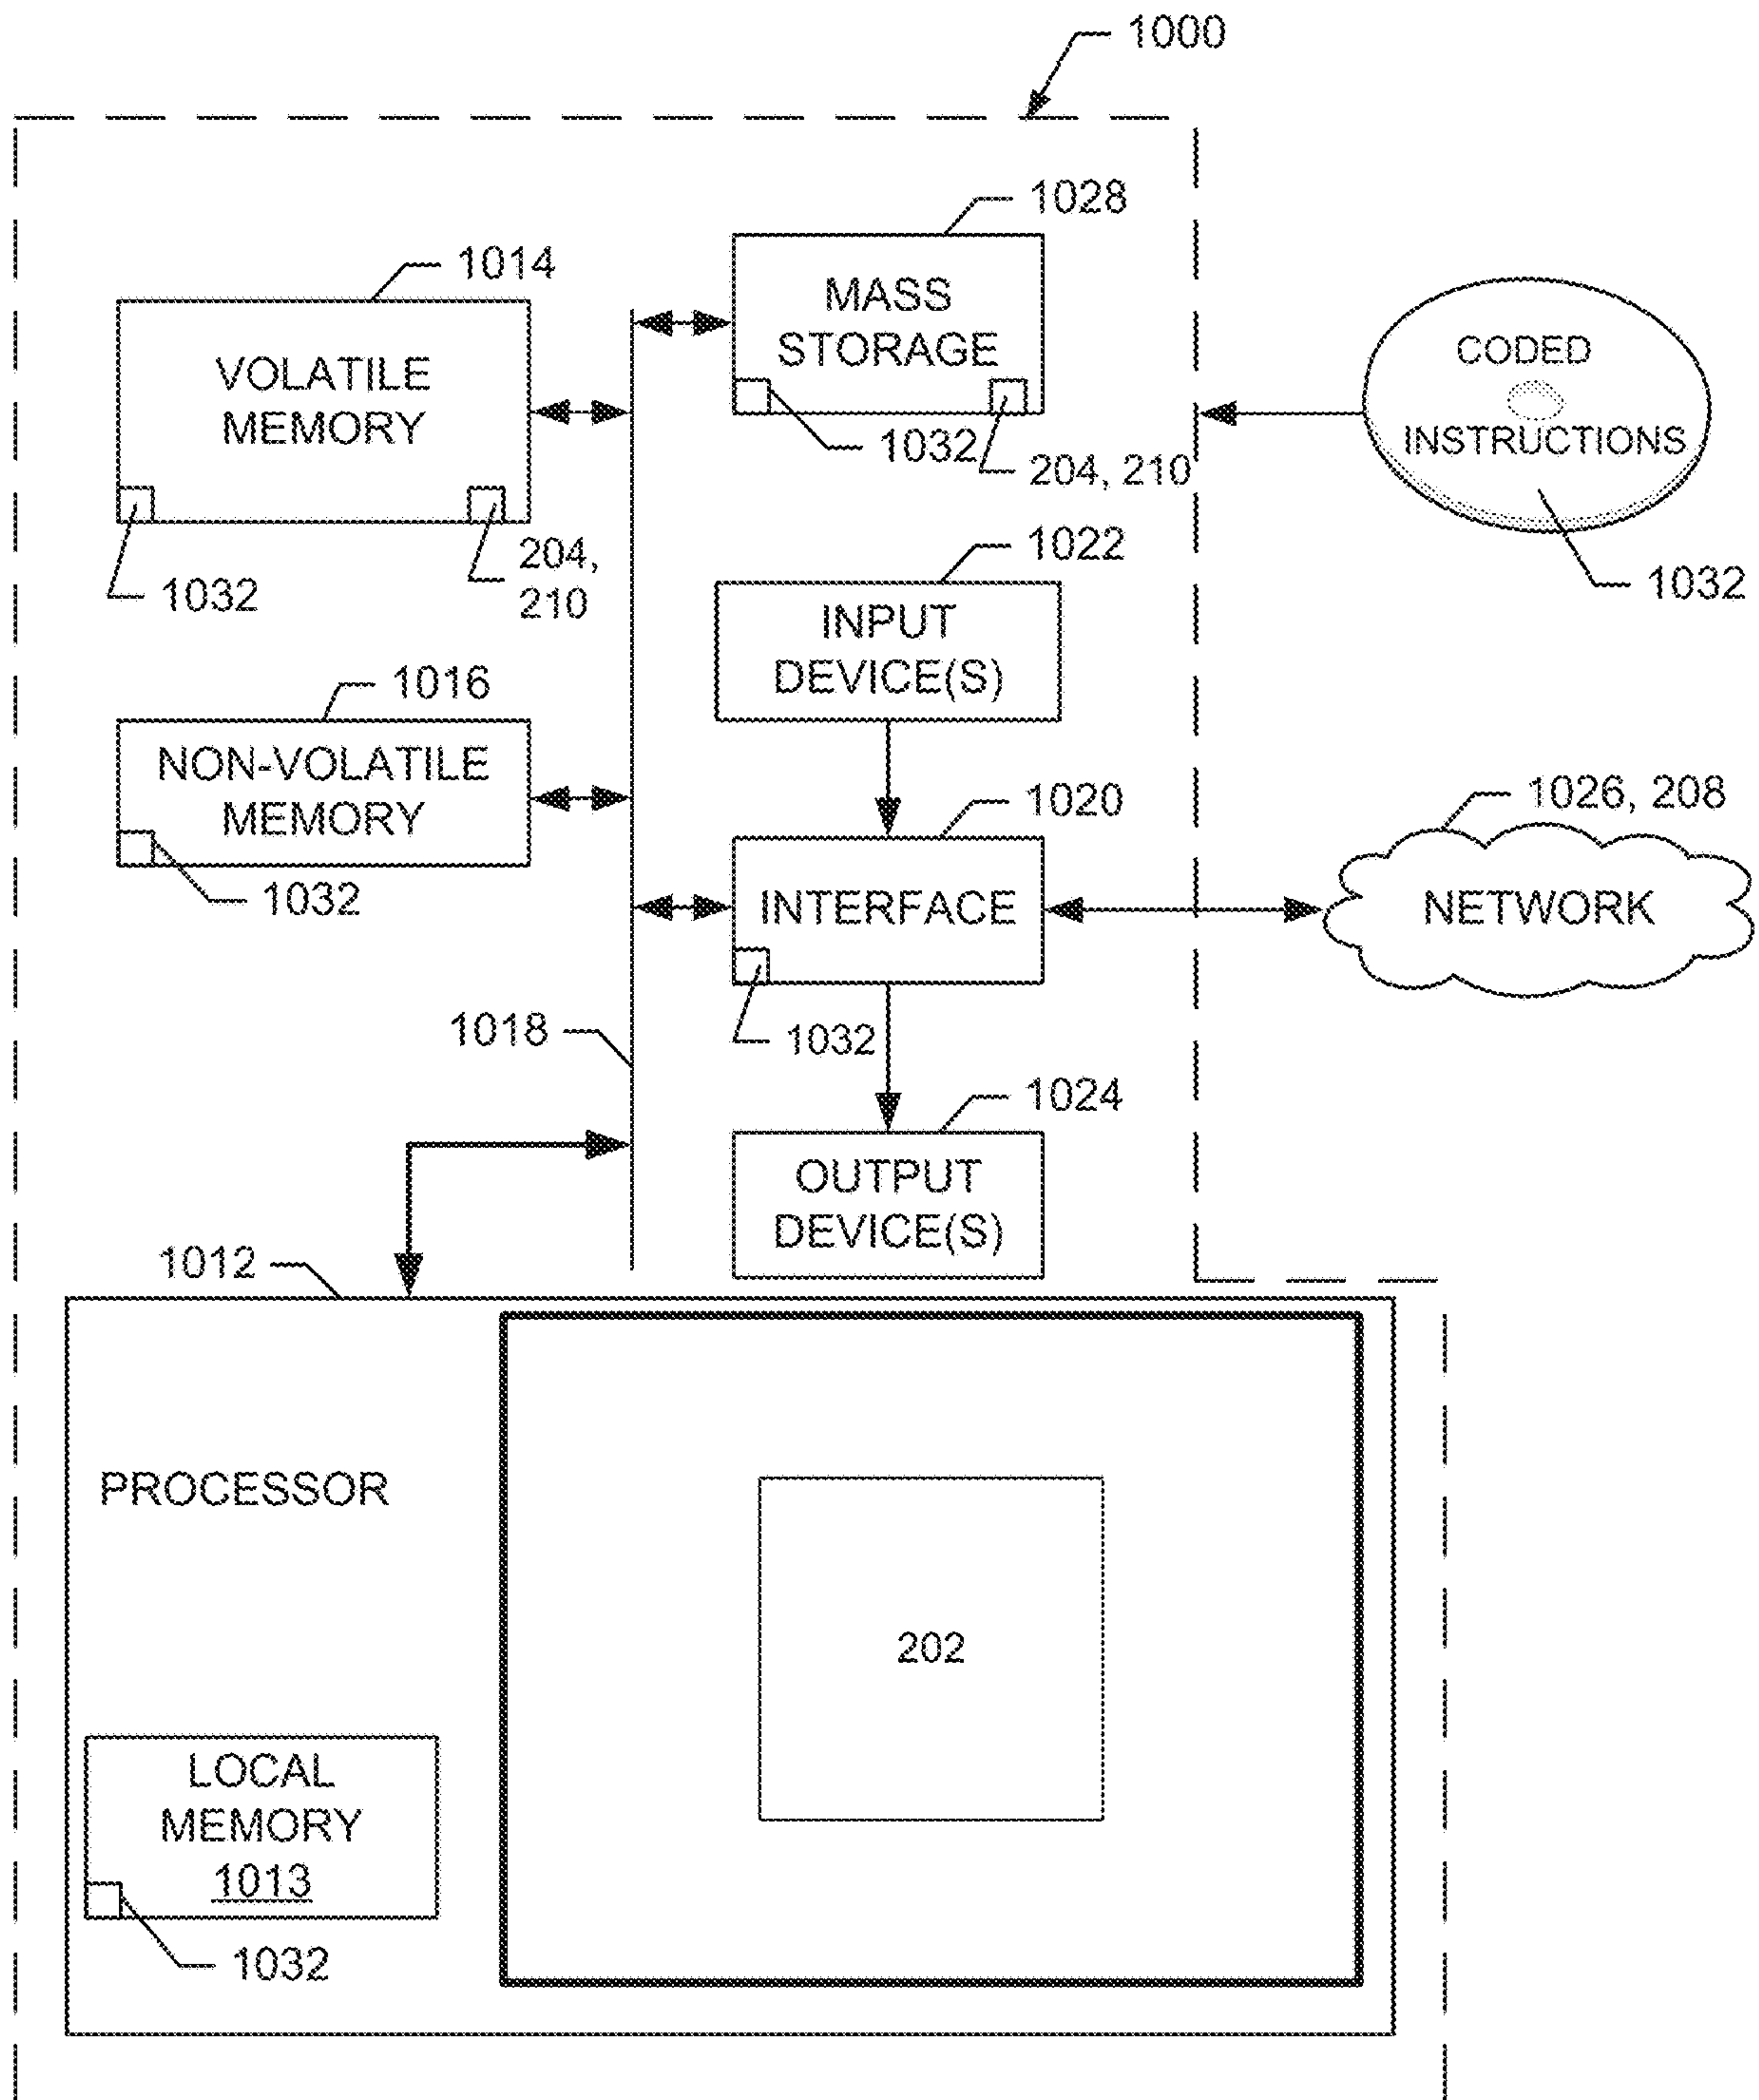 1000
1028
MASS
STORAGE
1032
204, 210
1014
VOLATILE
MEMORY
1032
204,
210
CODED
INSTRUCTIONS
1032
1022
INPUT
DEVICE(S)
1016
NON-VOLATILE
MEMORY
1032
1020
INTERFACE
1032
1026, 208
NETWORK
1018
1024
OUTPUT
DEVICE(S)
1012
PROCESSOR
202
LOCAL
MEMORY
1013
1032